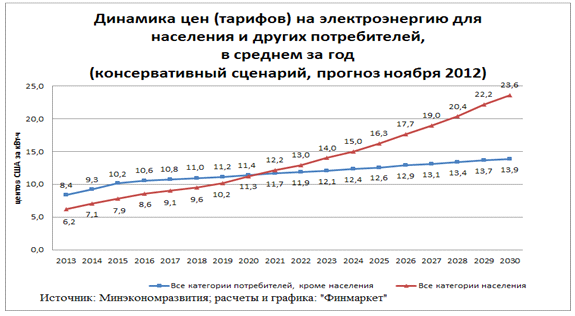 Динамика цен (тарифов) на электроэнергию для
населения и других потребителей,
в среднем за год
(консервативный сценарий, прогноз ноября 2012)
центов США за кВтч
25,0
20,0
15,0
10,0
5,0
0,0
8,4 9,3 10,2 10,6 10,8 11,0 11,2 11,4 12,2 13,0 14,0 15,0 16,3 17,7 19,0 20,4 22,2 23,6
6,2 7,1 7,9 8,6 9,1 9,6 10,2 11,3 11,7 11,9 12,1 12,4 12,6 12,9 13,1 13,4 13,7 13,9
2013 2014 2015 2016 2017 2018 2019 2020 2021 2022 2023 2024 2025 2026 2027 2028 2029 2030
Все категории потребителей, кроме населения Все категории населения
Источник: Минэкономразвития; расчеты и графика: "Финмаркет"